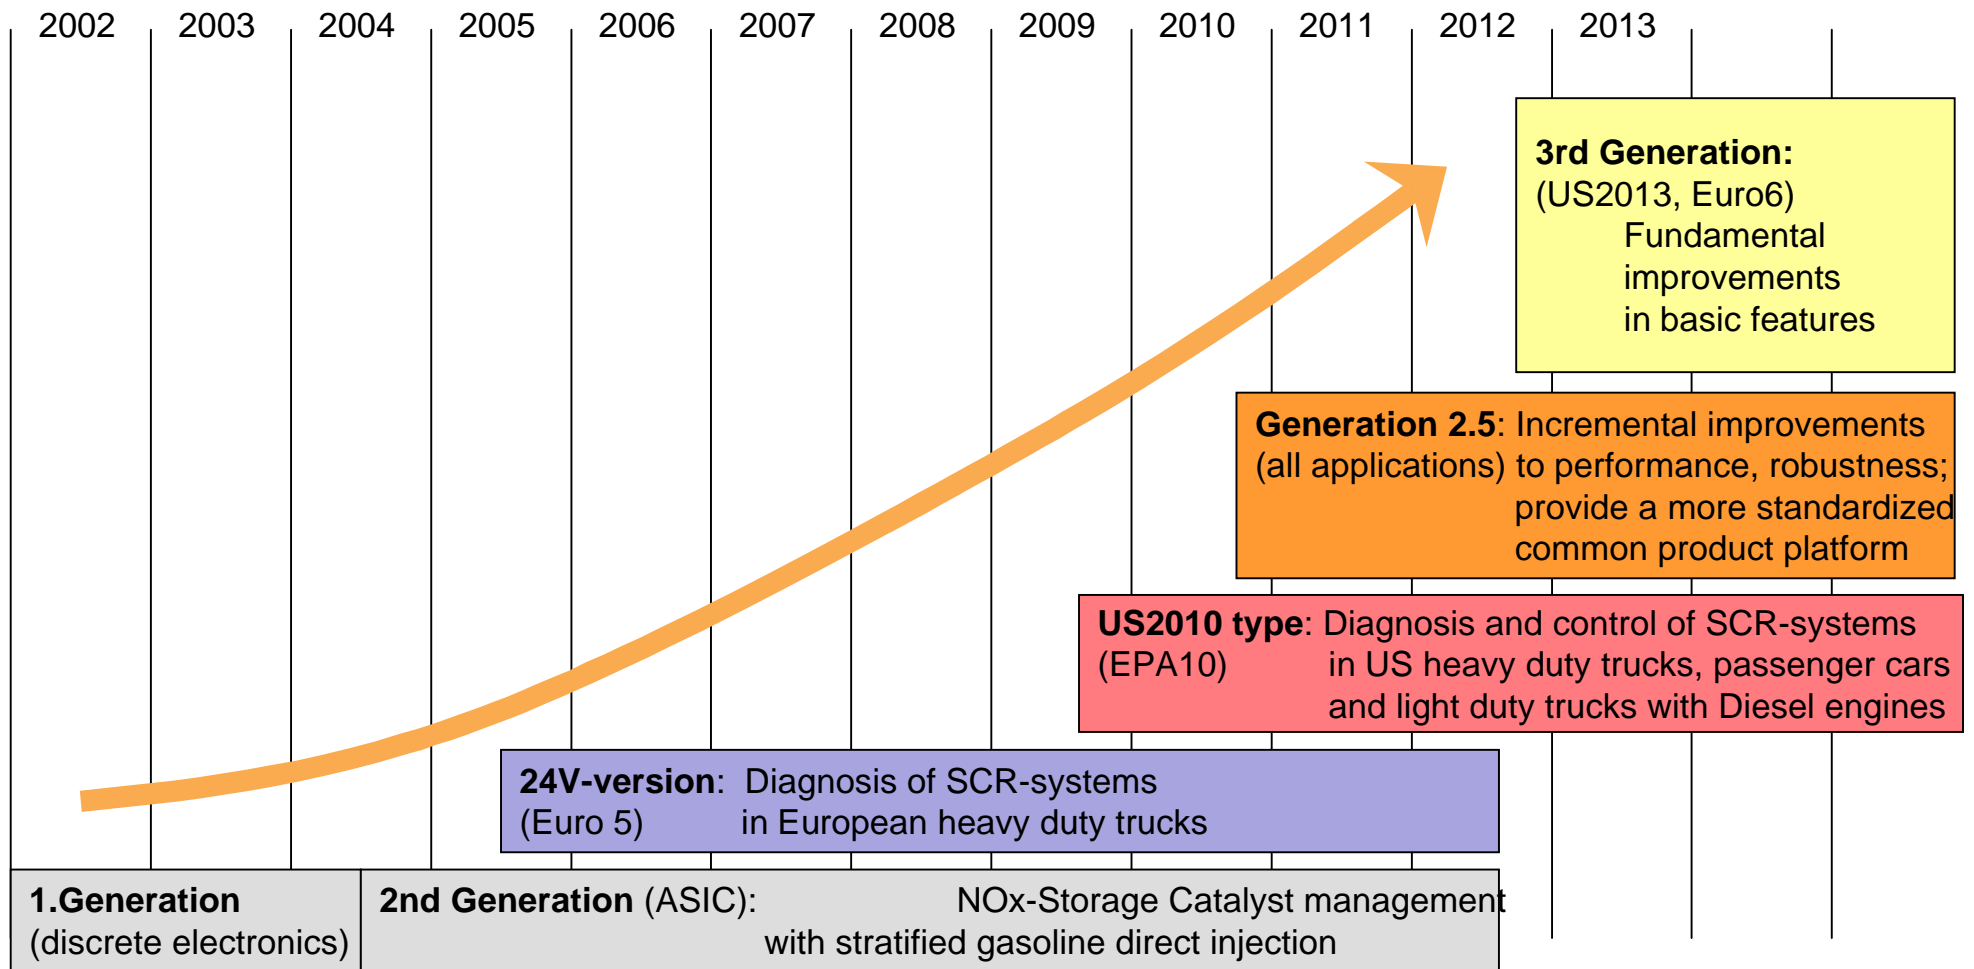 2002 2003 2004 2005 2006 2007 2008 2009 2010 2011 2012 2013
3rd Generation:
(US2013, Euro6)
Fundamental
improvements
in basic features
Generation 2.5: Incremental improvements
(all applications) to performance, robustness;
provide a more standardized
common product platform
US2010 type: Diagnosis and control of SCR-systems
(EPA10) in US heavy duty trucks, passenger cars
and light duty trucks with Diesel engines
24V-version: Diagnosis of SCR-systems
(Euro 5) in European heavy duty trucks
1.Generation
(discrete electronics)
2nd Generation (ASIC): NOx-Storage Catalyst management
with stratified gasoline direct injection